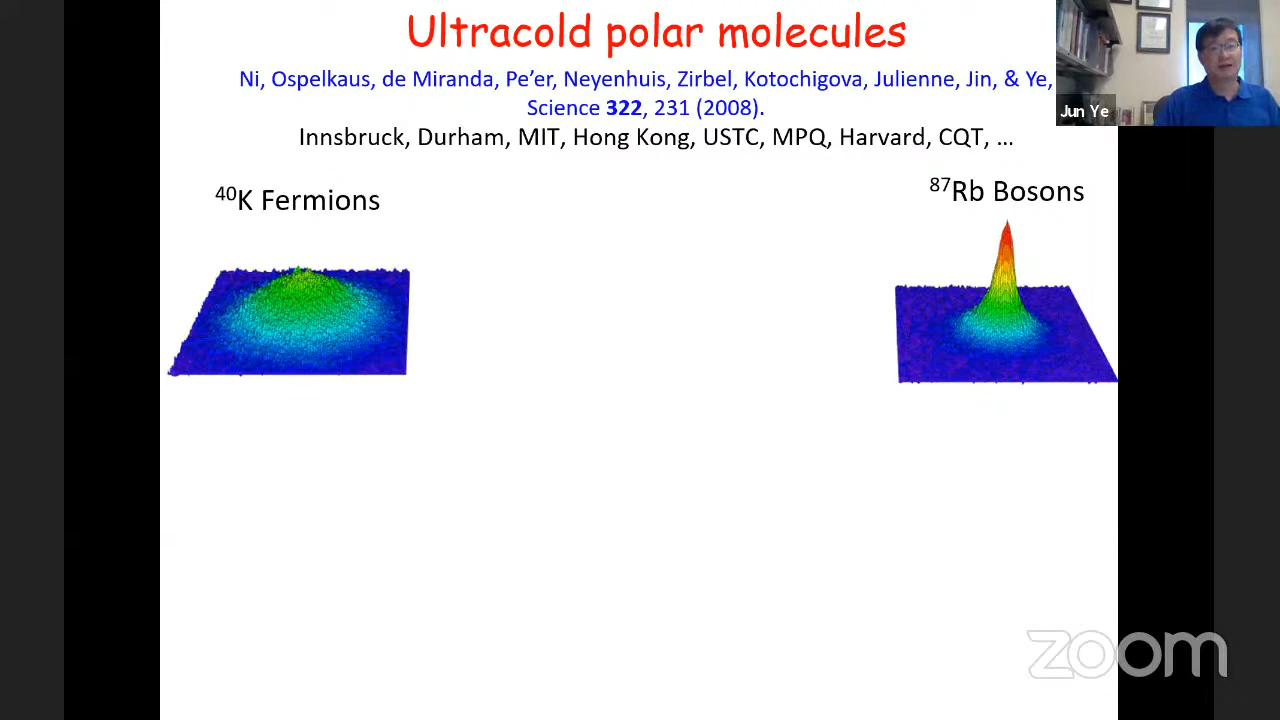 Ultracold polar molecules
Ni, Ospelkaus, de Miranda, Pe’er, Neyenhuis, Zirbel, Kotochigova, Julienne, Jin, & Ye,
Science 322, 231 (2008).
Innsbruck, Durham, MIT, Hong Kong, USTC, MPQ, Harvard, CQT, …
Jun Ye
⁴⁰K Fermions
⁸⁷Rb Bosons
zoom